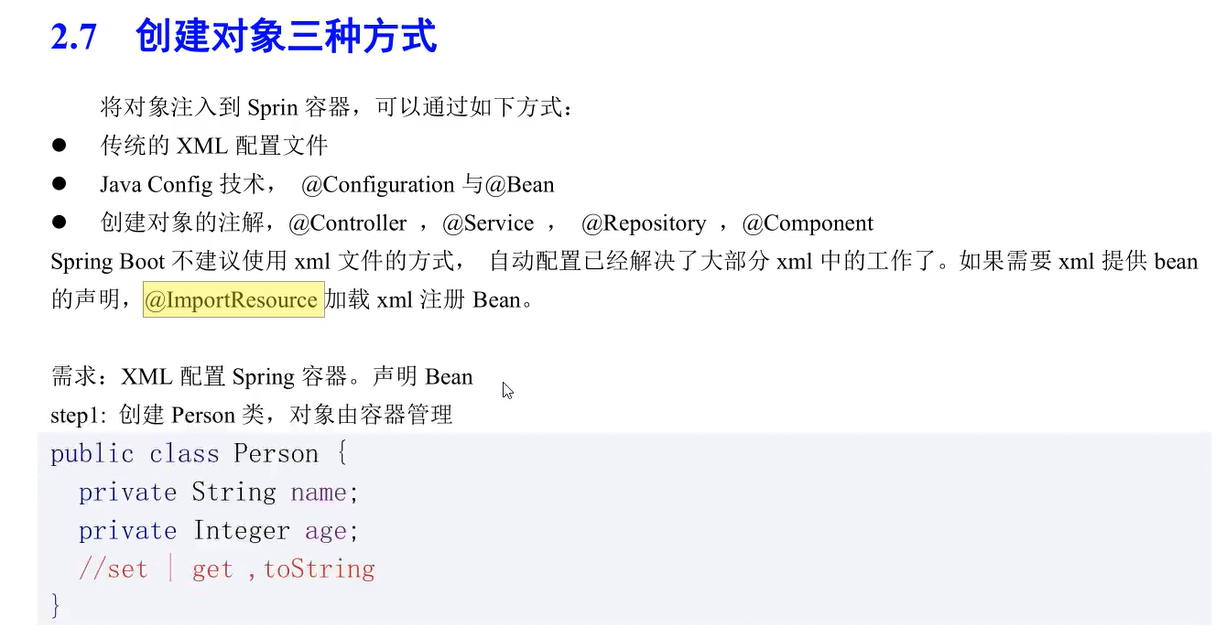 2.7 创建对象三种方式
将对象注入到 Sprin 容器，可以通过如下方式：
● 传统的 XML 配置文件
● Java Config 技术， @Configuration 与@Bean
● 创建对象的注解，@Controller ，@Service ， @Repository ，@Component
Spring Boot 不建议使用 xml 文件的方式， 自动配置已经解决了大部分 xml 中的工作了。如果需要 xml 提供 bean
的声明，@ImportResource 加载 xml 注册 Bean。
需求：XML 配置 Spring 容器。声明 Bean
step1: 创建 Person 类，对象由容器管理
public class Person {
private String name;
private Integer age;
//set | get ,toString
}